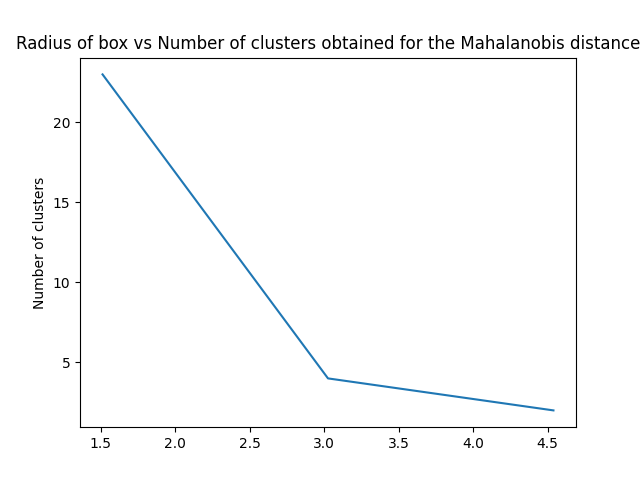 Radius of box vs Number of clusters obtained for the Mahalanobis distance
Number of clusters
20
15
10
5
1.5 2.0 2.5 3.0 3.5 4.0 4.5